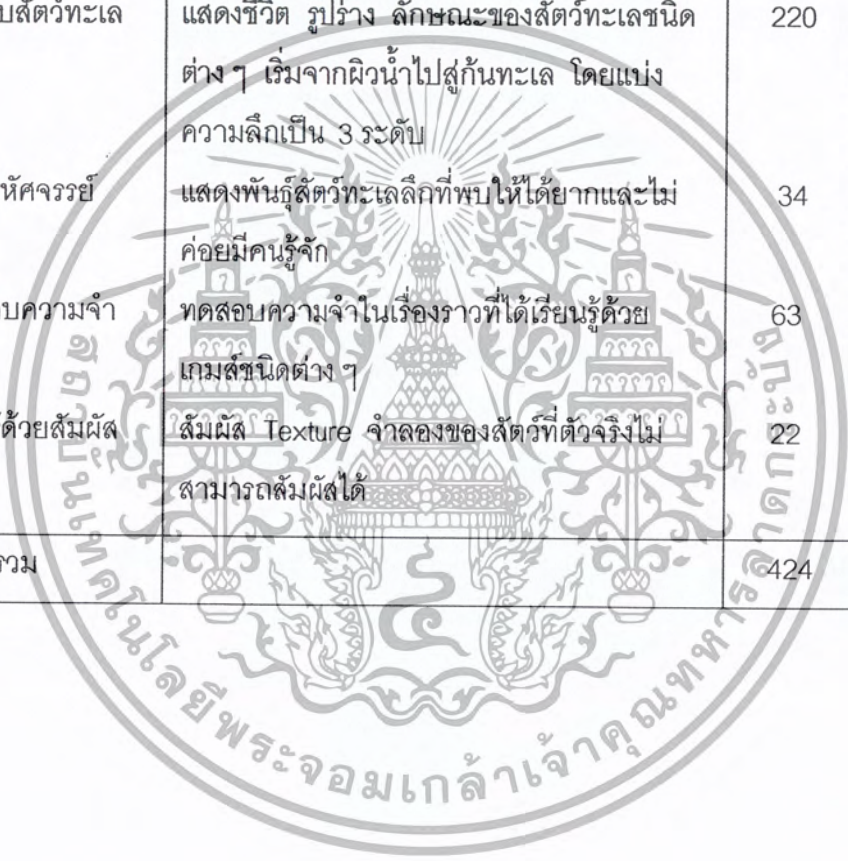 บสัตว์ทะเล แสดงชีวิต รูปร่าง ลักษณะของสัตว์ทะเลชนิด 220
ต่าง ๆ เริ่มจากผิวน้ำไปสู่ก้นทะเล โดยแบ่ง
ความลึกเป็น 3 ระดับ
หัศจรรย์ แสดงพันธุ์สัตว์ทะเลลึกที่พบให้ได้ยากและไม่ 34
ค่อยมีคนรู้จัก
บความจำ ทดสอบความจำในเรื่องราวที่ได้เรียนรู้ด้วย 63
เกมส์ชนิดต่าง ๆ
ด้วยสัมผัส สัมผัส Texture จำลองของสัตว์ที่ตัวจริงไม่ 22
สามารถสัมผัสได้
รวม 424
สถาบันเทคโนโลยีพระจอมเกล้าเจ้าคุณทหารลาดกระบัง